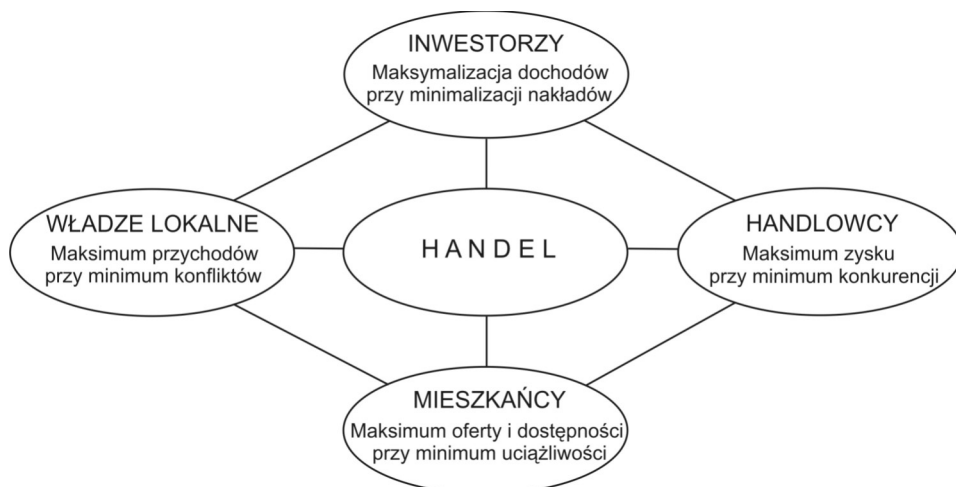 INWESTORZY
Maksymalizacja dochodów
przy minimalizacji nakładów
WŁADZE LOKALNE
Maksimum przychodów
przy minimum konfliktów
HANDEL
HANDLOWCY
Maksimum zysku
przy minimum konkurencji
MIESZKAŃCY
Maksimum oferty i dostępności
przy minimum uciążliwości